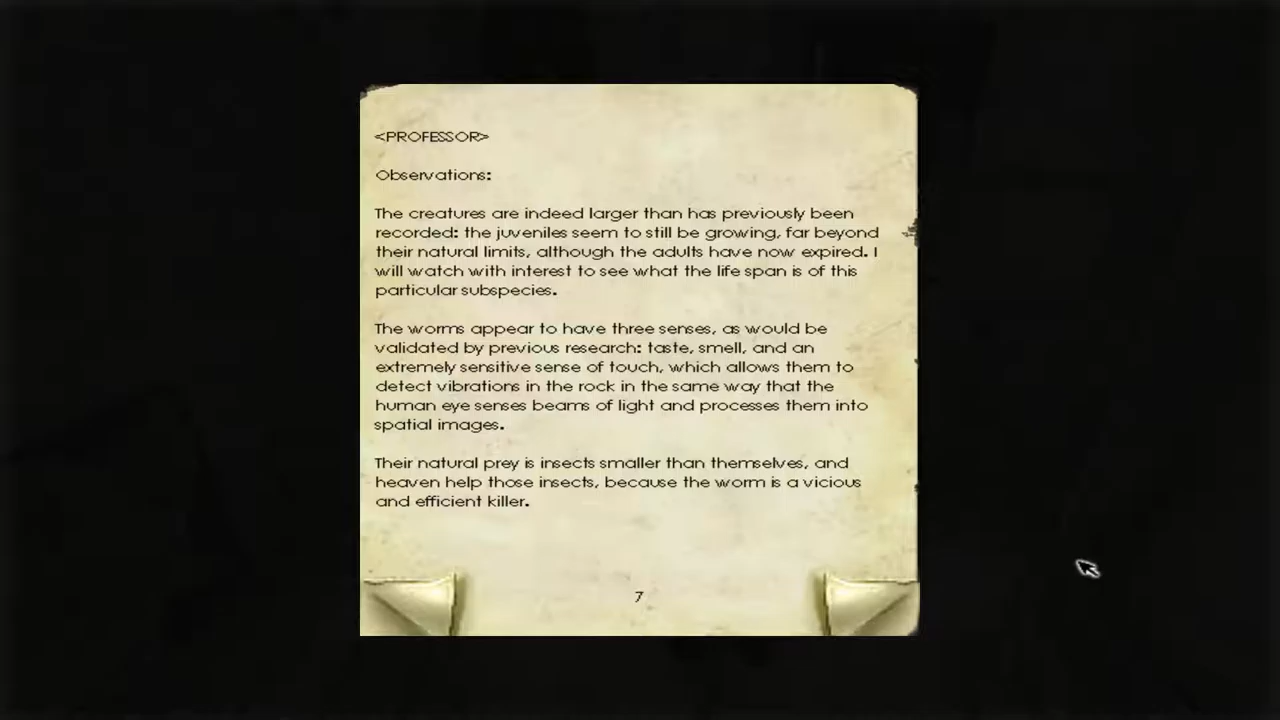 <PROFESSOR>
Observations:
The creatures are indeed larger than has previously been
recorded: the juveniles seem to still be growing, far beyond
their natural limits, although the adults have now expired. I
will watch with interest to see what the life span is of this
particular subspecies.
The worms appear to have three senses, as would be
validated by previous research: taste, smell, and an
extremely sensitive sense of touch, which allows them to
detect vibrations in the rock in the same way that the
human eye senses beams of light and processes them into
spatial images.
Their natural prey is insects smaller than themselves, and
heaven help those insects, because the worm is a vicious
and efficient killer.
7